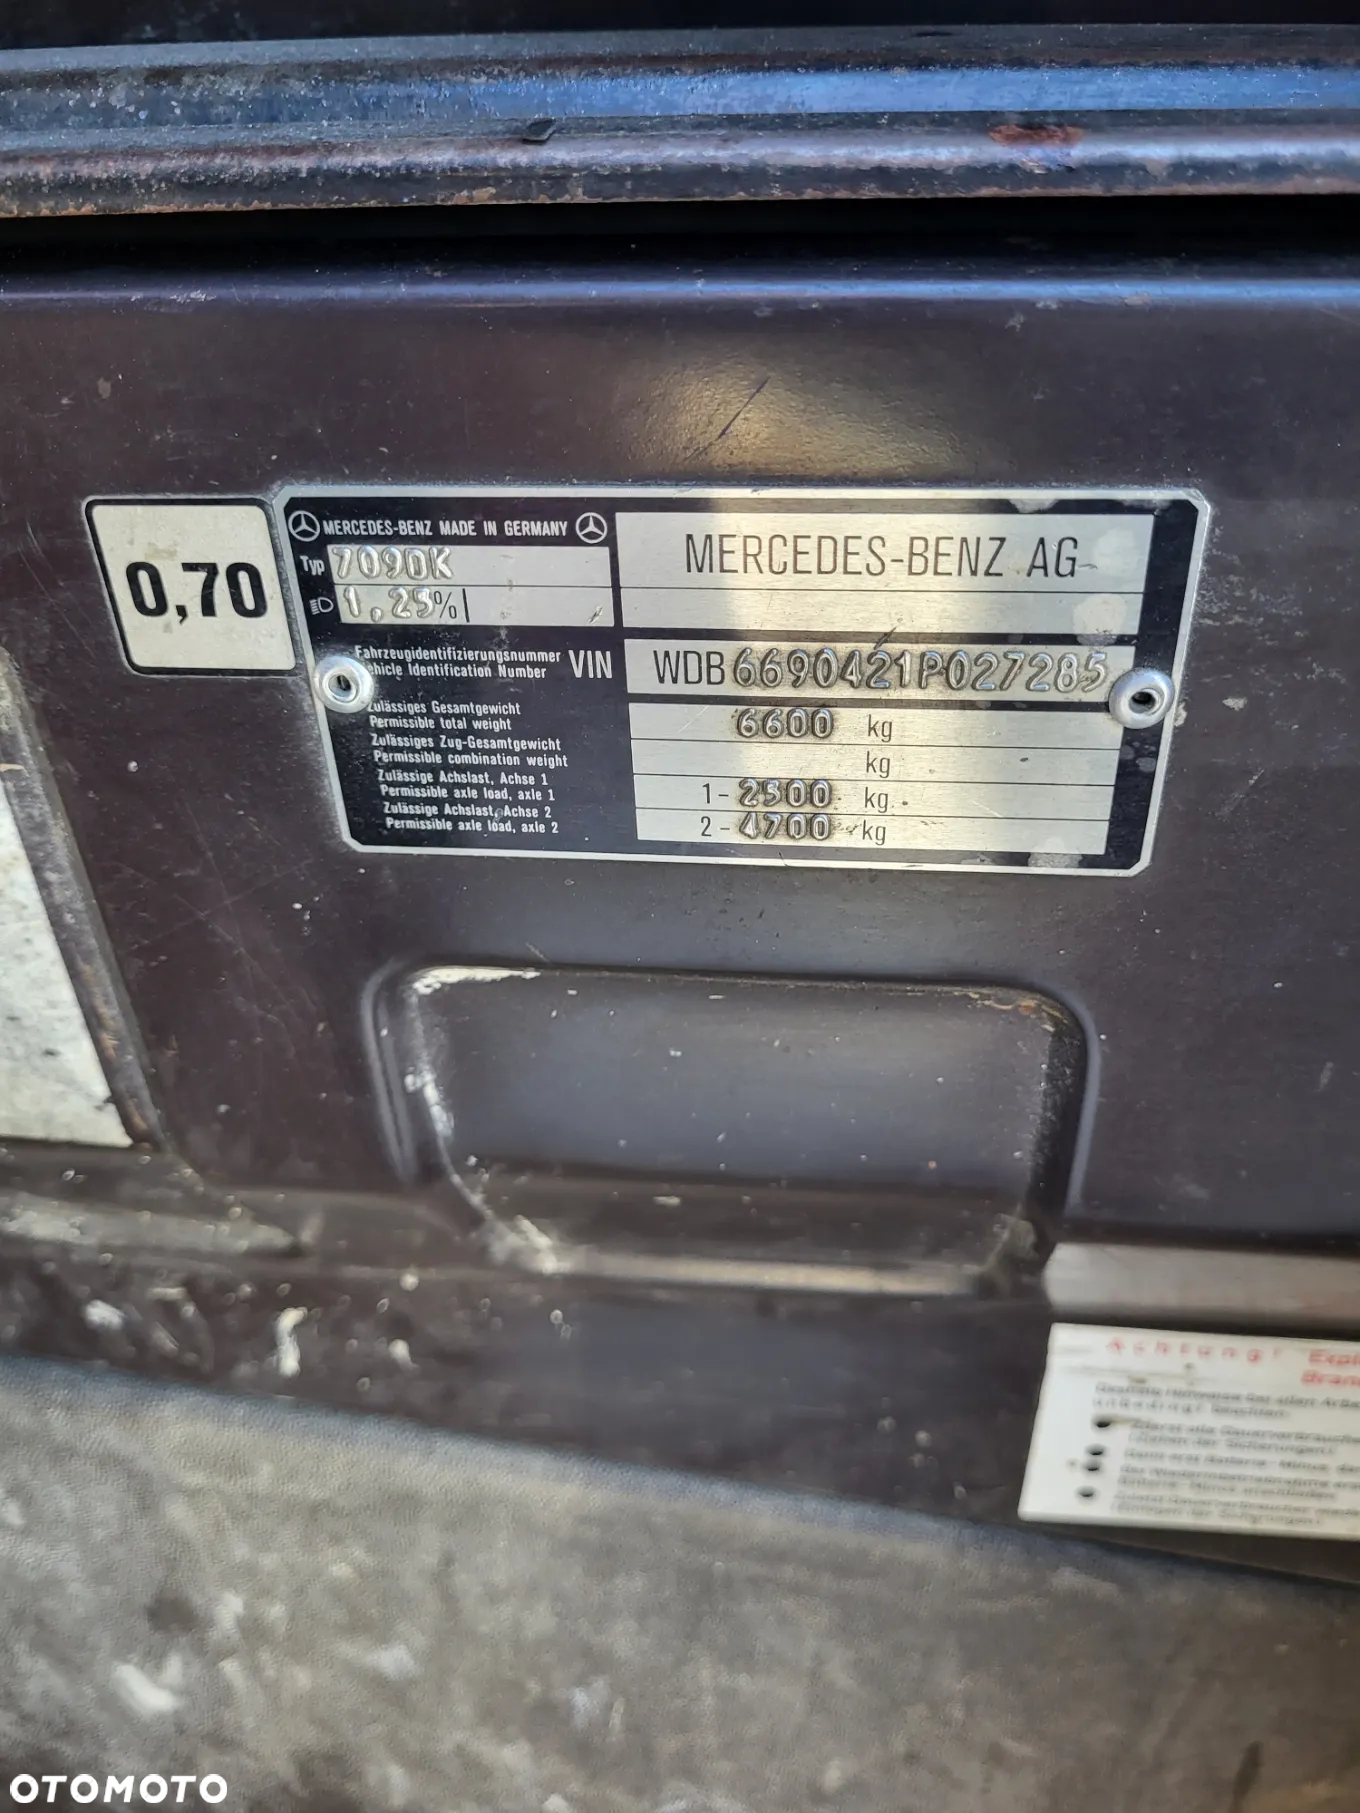 0,70
MERCEDES-BENZ MADE IN GERMANY
Typ 709DK
1,25%
MERCEDES-BENZ AG
Fahrzeugidentifizierungsnummer
Vehicle Identification Number
VIN WDB6690421P027285
Zulässiges Gesamtgewicht
Permissible total weight
6600 kg
Zulässiges Zug-Gesamtgewicht
Permissible combination weight
kg
Zulässige Achslast, Achse 1
Permissible axle load, axle 1
1-2500 kg
Zulässige Achslast, Achse 2
Permissible axle load, axle 2
2-4700 kg
Achtung!
OTOMOTO